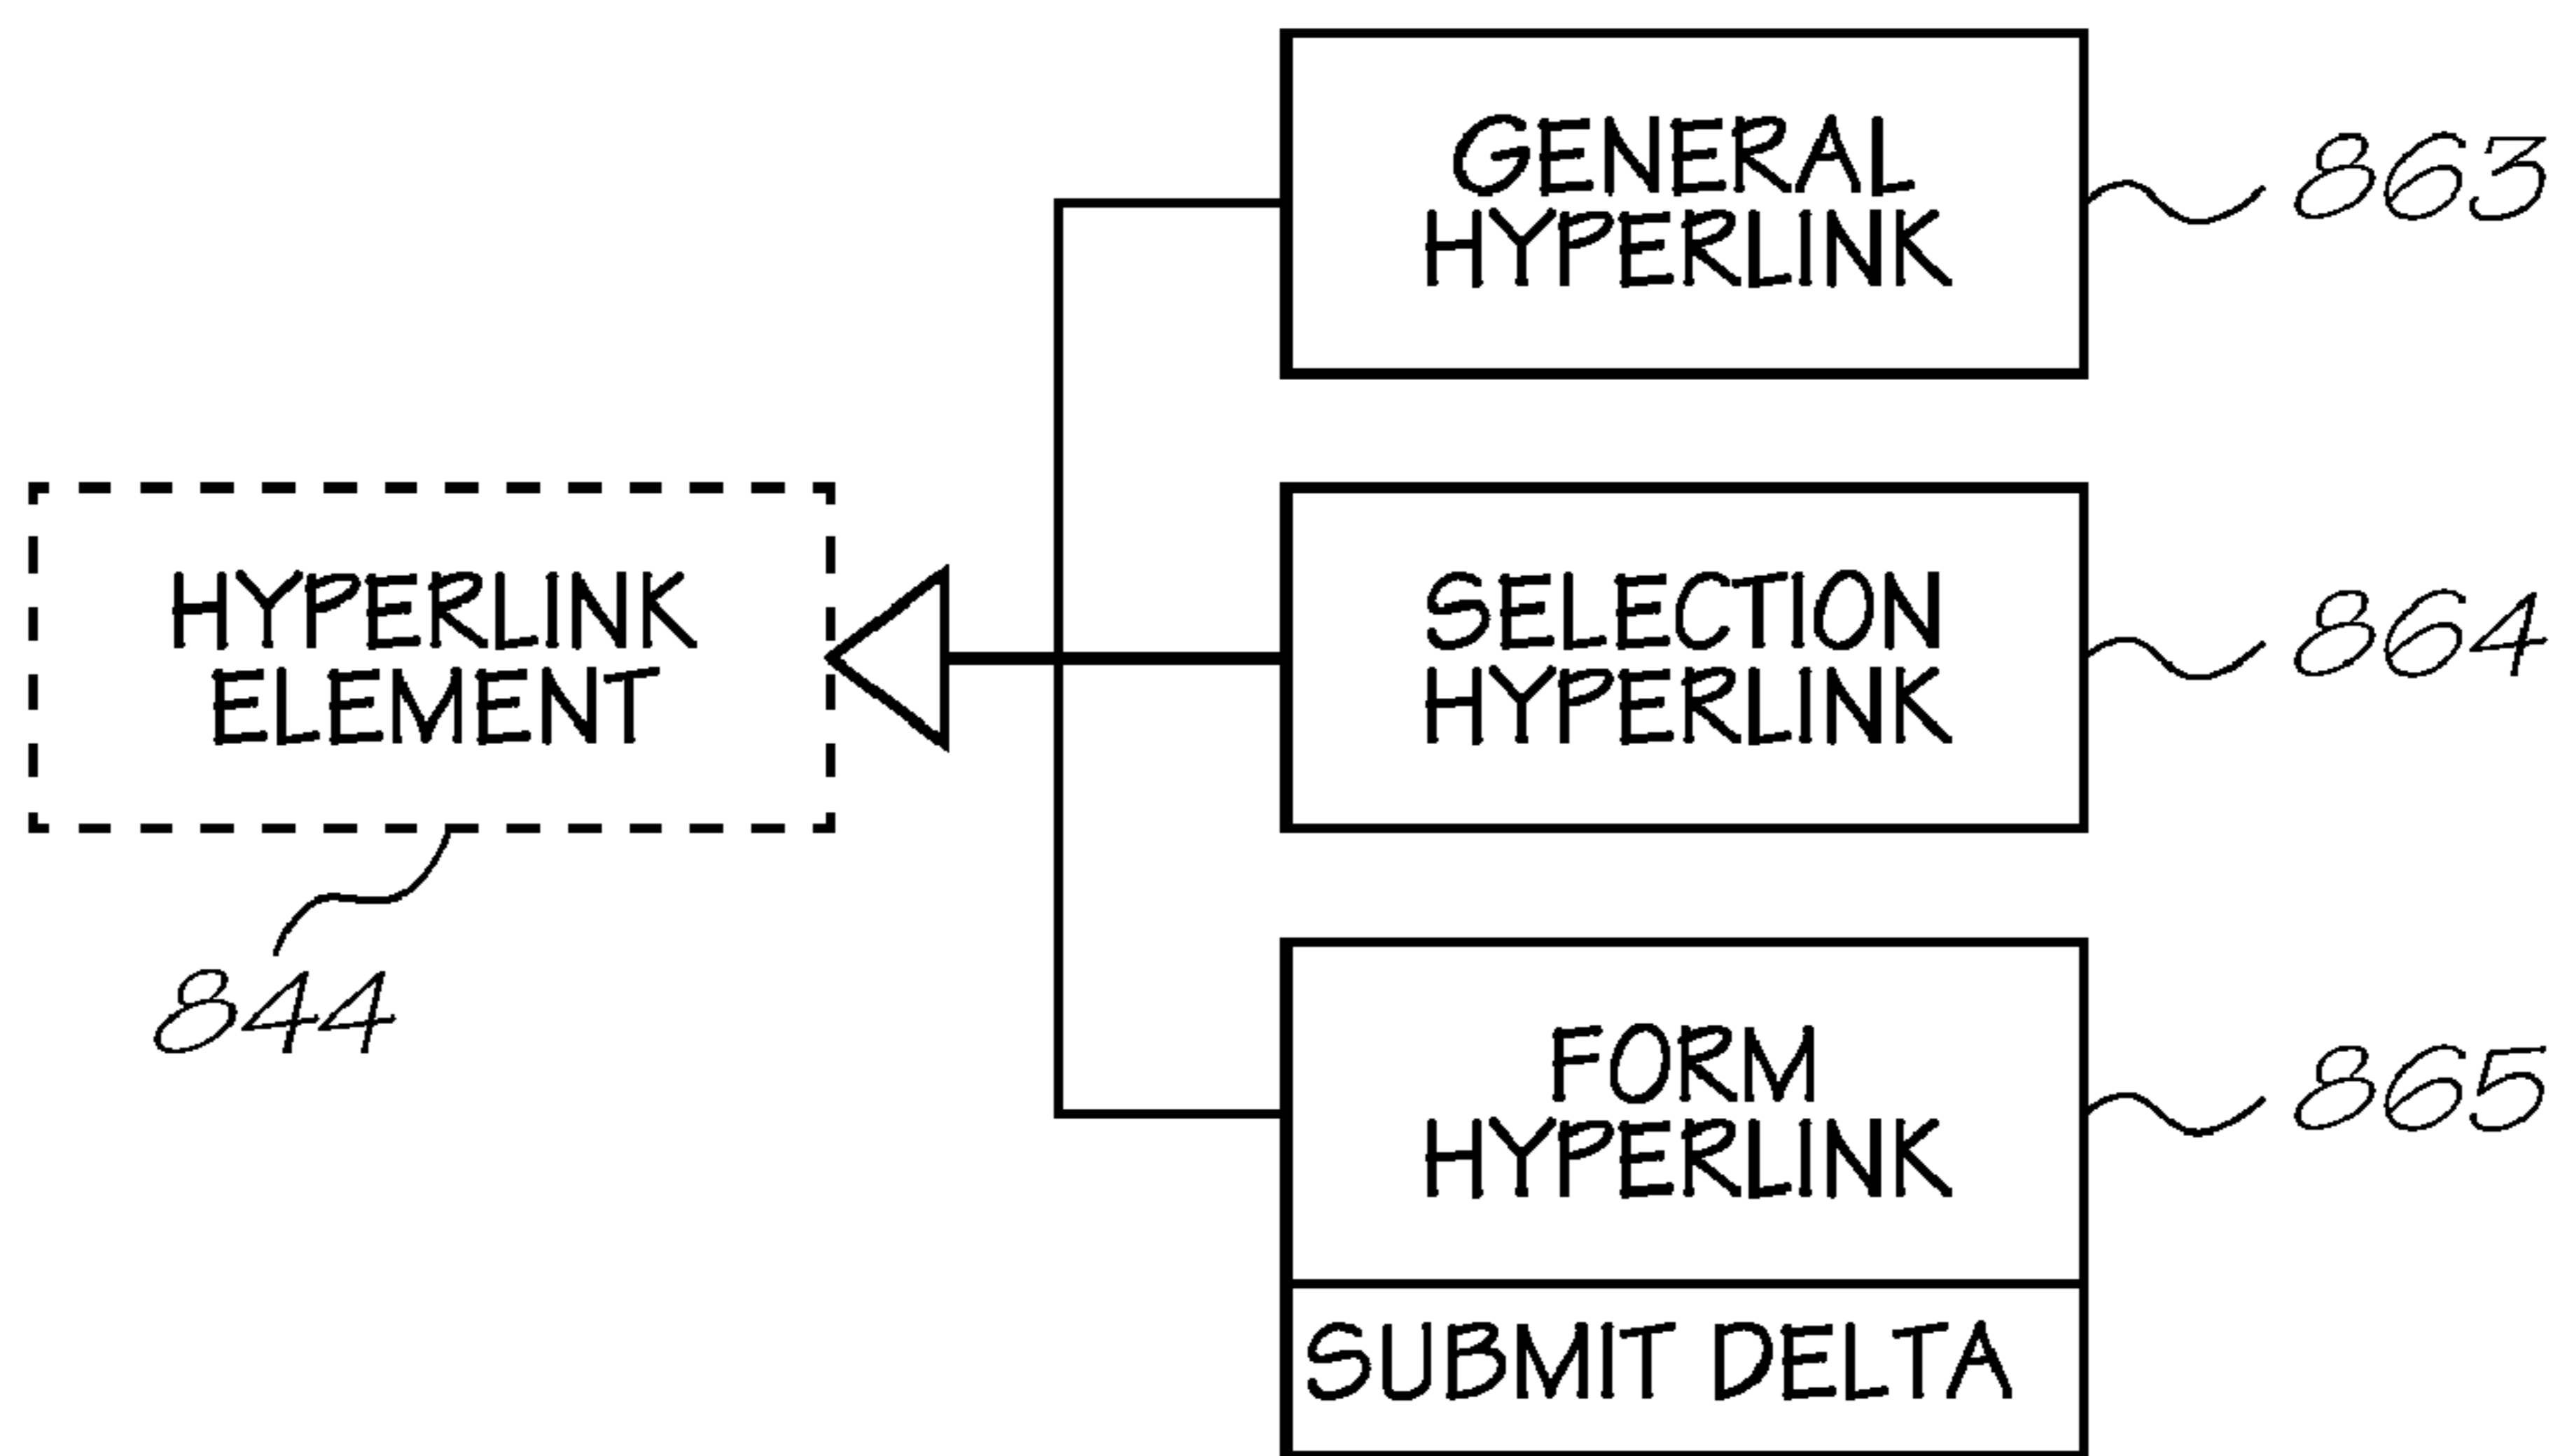 GENERAL
HYPERLINK
863
HYPERLINK
ELEMENT
844
SELECTION
HYPERLINK
864
FORM
HYPERLINK
865
SUBMIT DELTA